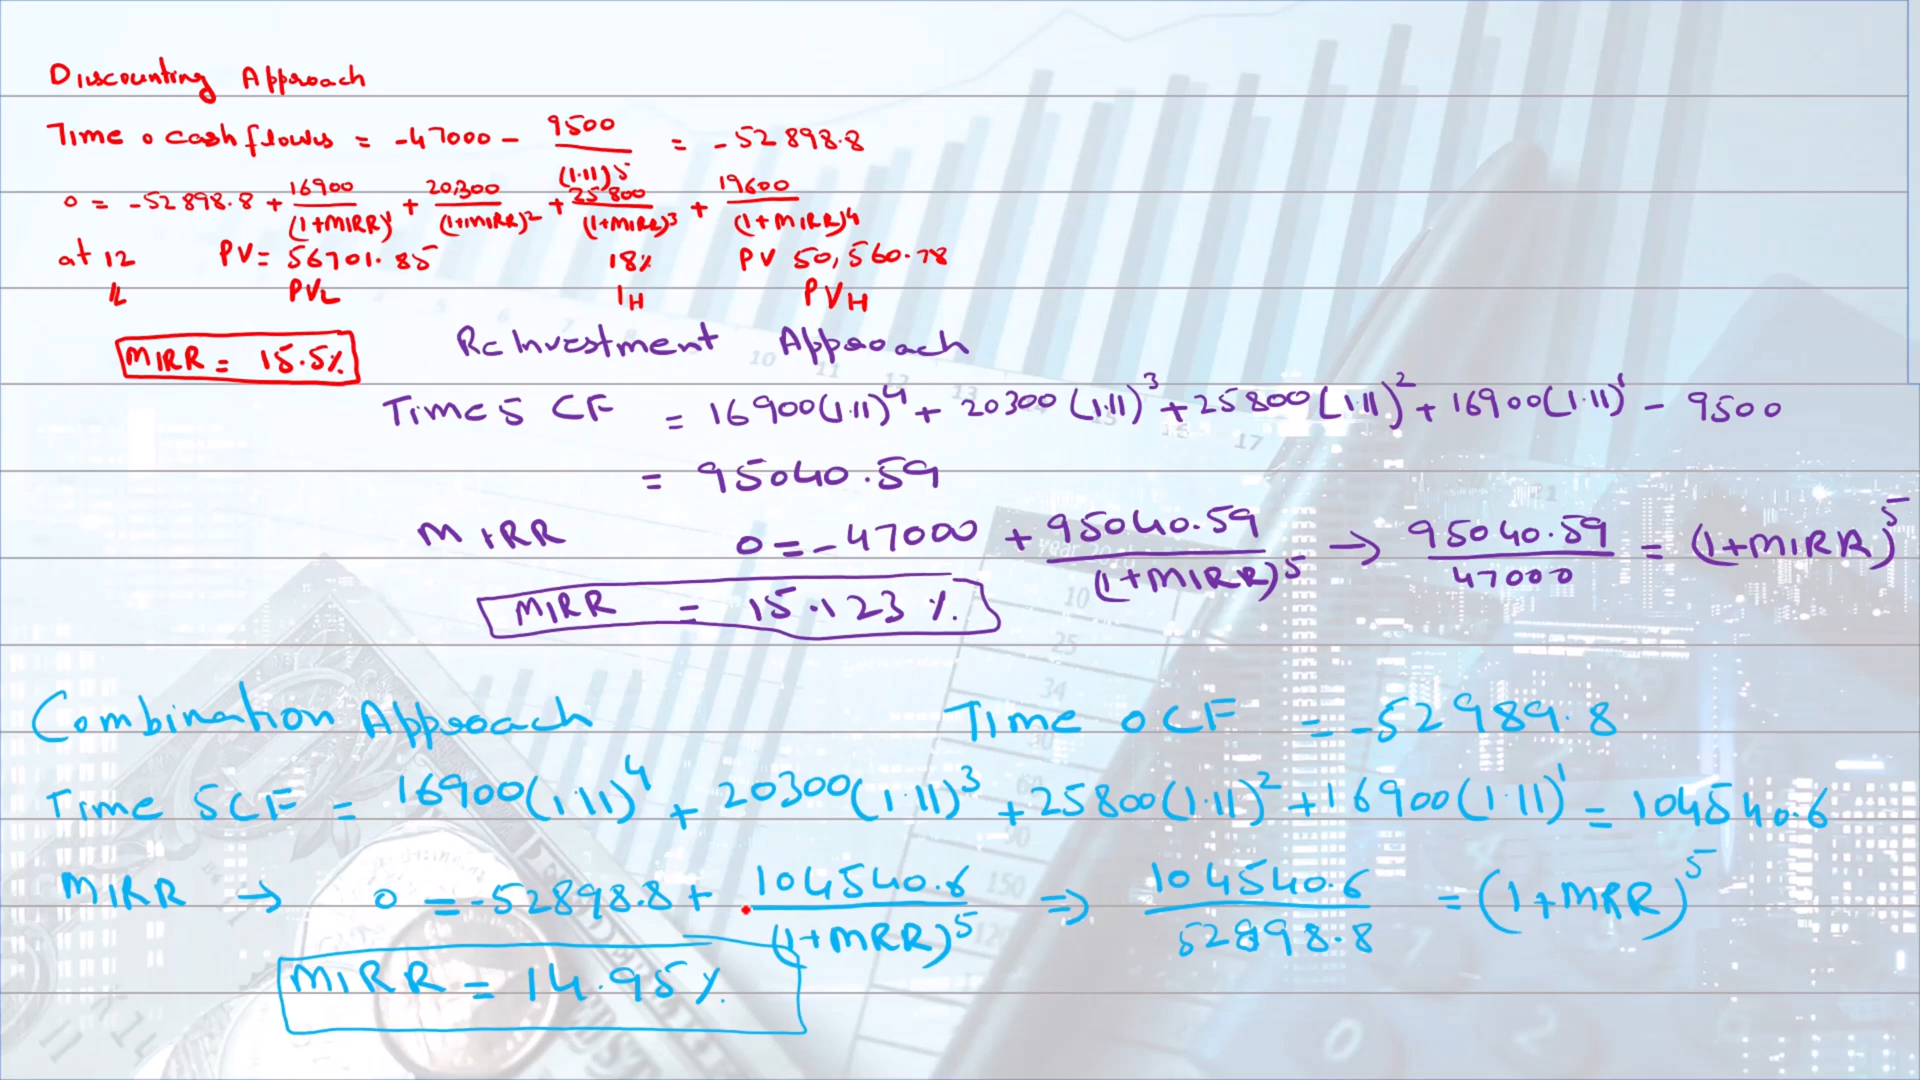 Discounting Approach
Time 0 cash flows = -47000 - 9500/(1.11)^5 = -52898.8
0 = -52898.8 + 16900/(1+MIRR)^1 + 20300/(1+MIRR)^2 + 25800/(1+MIRR)^3 + 19600/(1+MIRR)^4
at 12 PV = 56701.85 18% PV 50,560.78
IL PVL IH PVH
MIRR = 15.5%
ReInvestment Approach
Time 5 CF = 16900(1.11)^4 + 20300(1.11)^3 + 25800(1.11)^2 + 16900(1.11)^1 - 9500
= 95040.59
MIRR 0 = -47000 + 95040.59/(1+MIRR)^5 → 95040.59/47000 = (1+MIRR)^5
MIRR = 15.123%.
Combination Approach Time 0 CF = -52989.8
Time 5 CF = 16900(1.11)^4 + 20300(1.11)^3 + 25800(1.11)^2 + 16900(1.11)^1 = 104540.6
MIRR → 0 = -52898.8 + 104540.6/(1+MRR)^5 ⇒ 104540.6/52898.8 = (1+MRR)^5
MIRR = 14.95%.